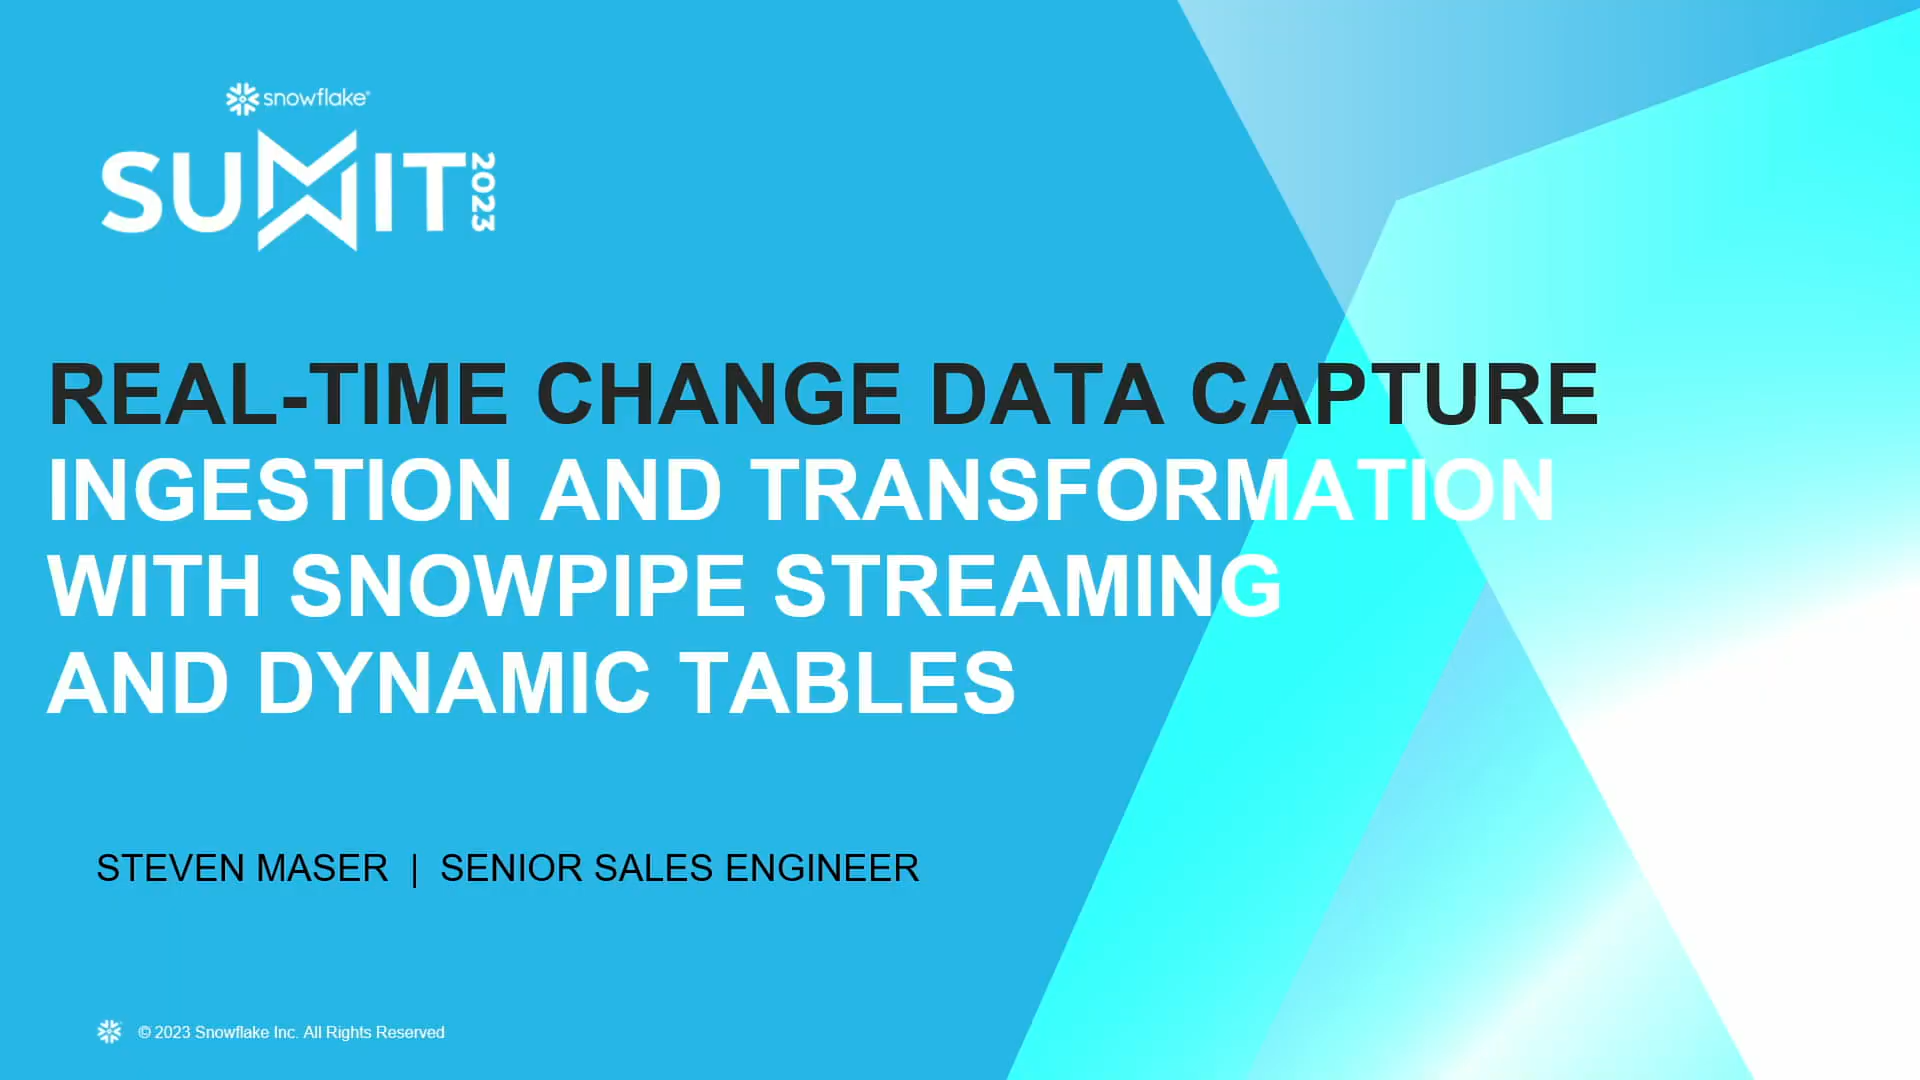 snowflake®
SUMMIT 2023
REAL-TIME CHANGE DATA CAPTURE
INGESTION AND TRANSFORMATION
WITH SNOWPIPE STREAMING
AND DYNAMIC TABLES
STEVEN MASER | SENIOR SALES ENGINEER
© 2023 Snowflake Inc. All Rights Reserved